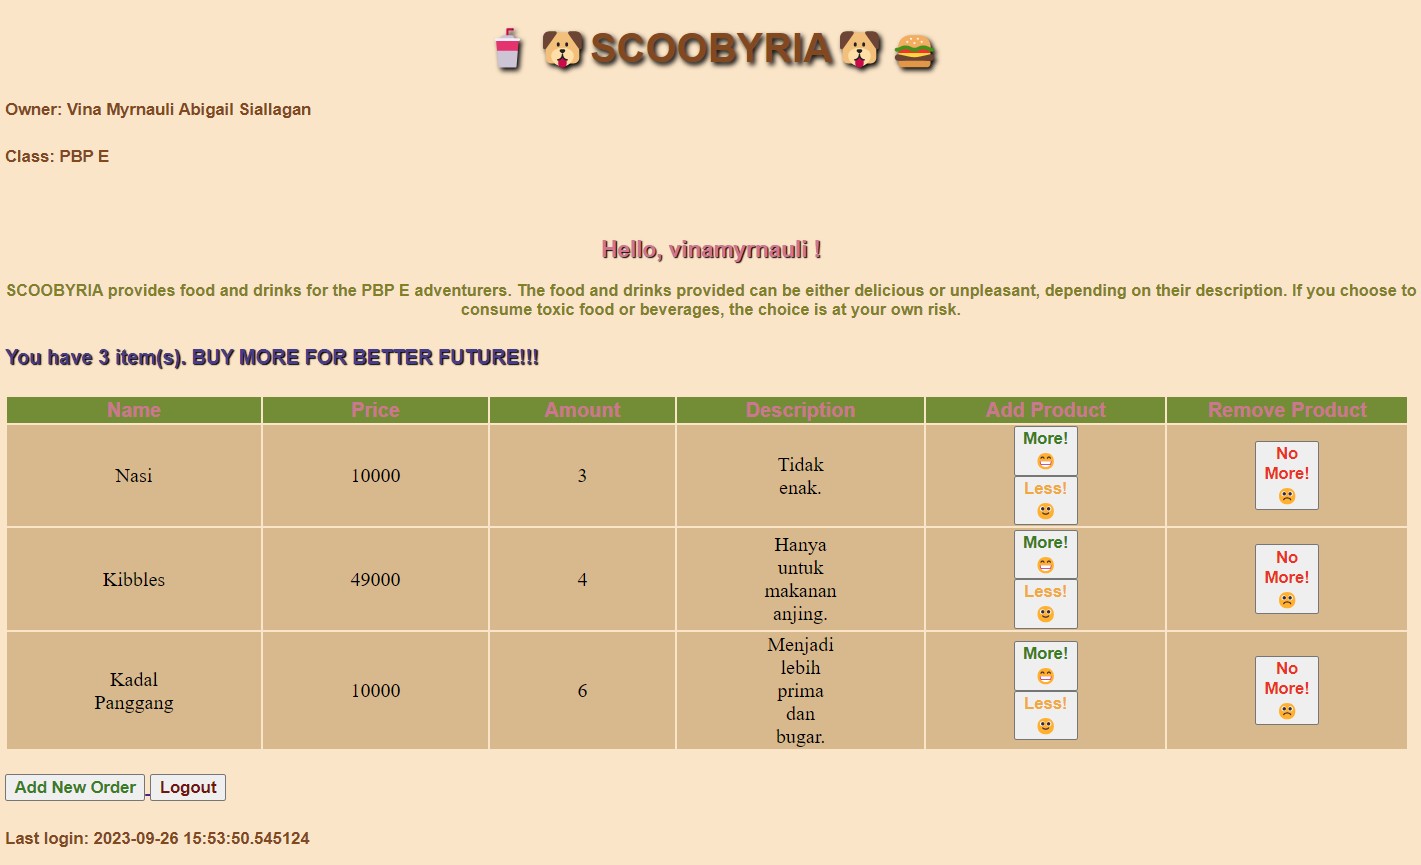 SCOOBYRIA
Owner: Vina Myrnauli Abigail Siallagan
Class: PBP E
Hello, vinamyrnauli !
SCOOBYRIA provides food and drinks for the PBP E adventurers. The food and drinks provided can be either delicious or unpleasant, depending on their description. If you choose to
consume toxic food or beverages, the choice is at your own risk.
You have 3 item(s). BUY MORE FOR BETTER FUTURE!!!
Name Price Amount Description Add Product Remove Product
Nasi
10000
3
Tidak
enak.
More!
Less!
No
More!
Kibbles
49000
4
Hanya
untuk
makanan
anjing.
More!
Less!
No
More!
Kadal
Panggang
10000
6
Menjadi
lebih
prima
dan
bugar.
More!
Less!
No
More!
Add New Order Logout
Last login: 2023-09-26 15:53:50.545124